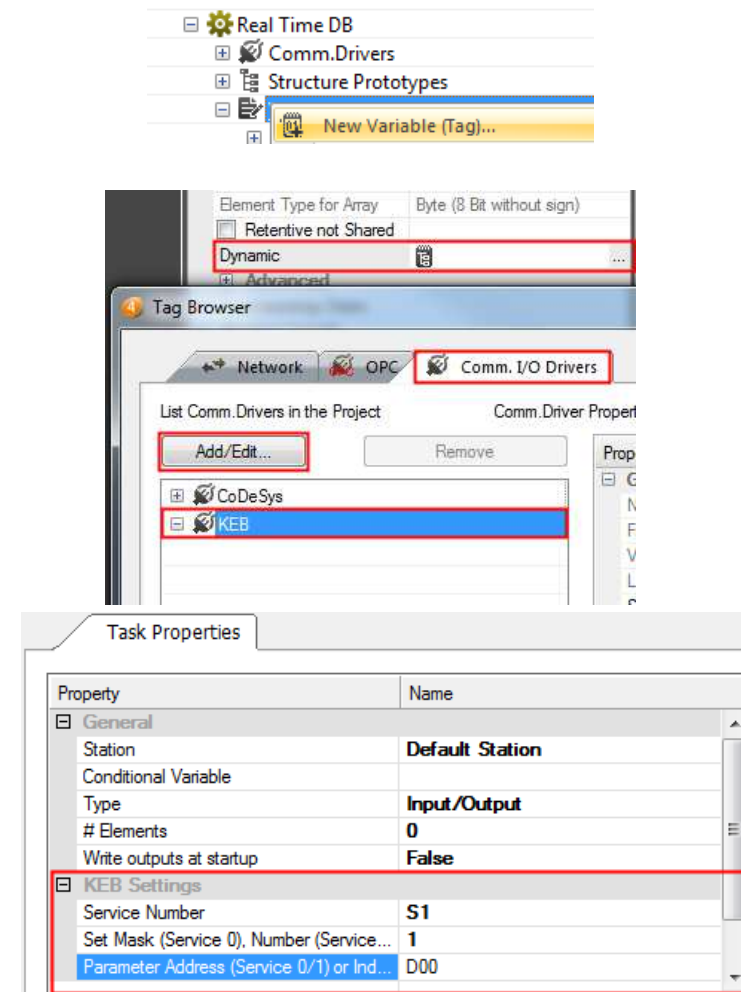 Real Time DB
Comm.Drivers
Structure Prototypes
New Variable (Tag)...
Element Type for Array Byte (8 Bit without sign)
Retentive not Shared
Dynamic ...
Advanced
Tag Browser
Network OPC Comm. I/O Drivers
List Comm.Drivers in the Project Comm.Driver Propert
Add/Edit... Remove Prop
CoDeSys G
N
KEB F
V
L
Task Properties
Property Name
General
Station Default Station
Conditional Variable
Type Input/Output
# Elements 0
Write outputs at startup False
KEB Settings
Service Number S1
Set Mask (Service 0), Number (Service... 1
Parameter Address (Service 0/1) or Ind... D00